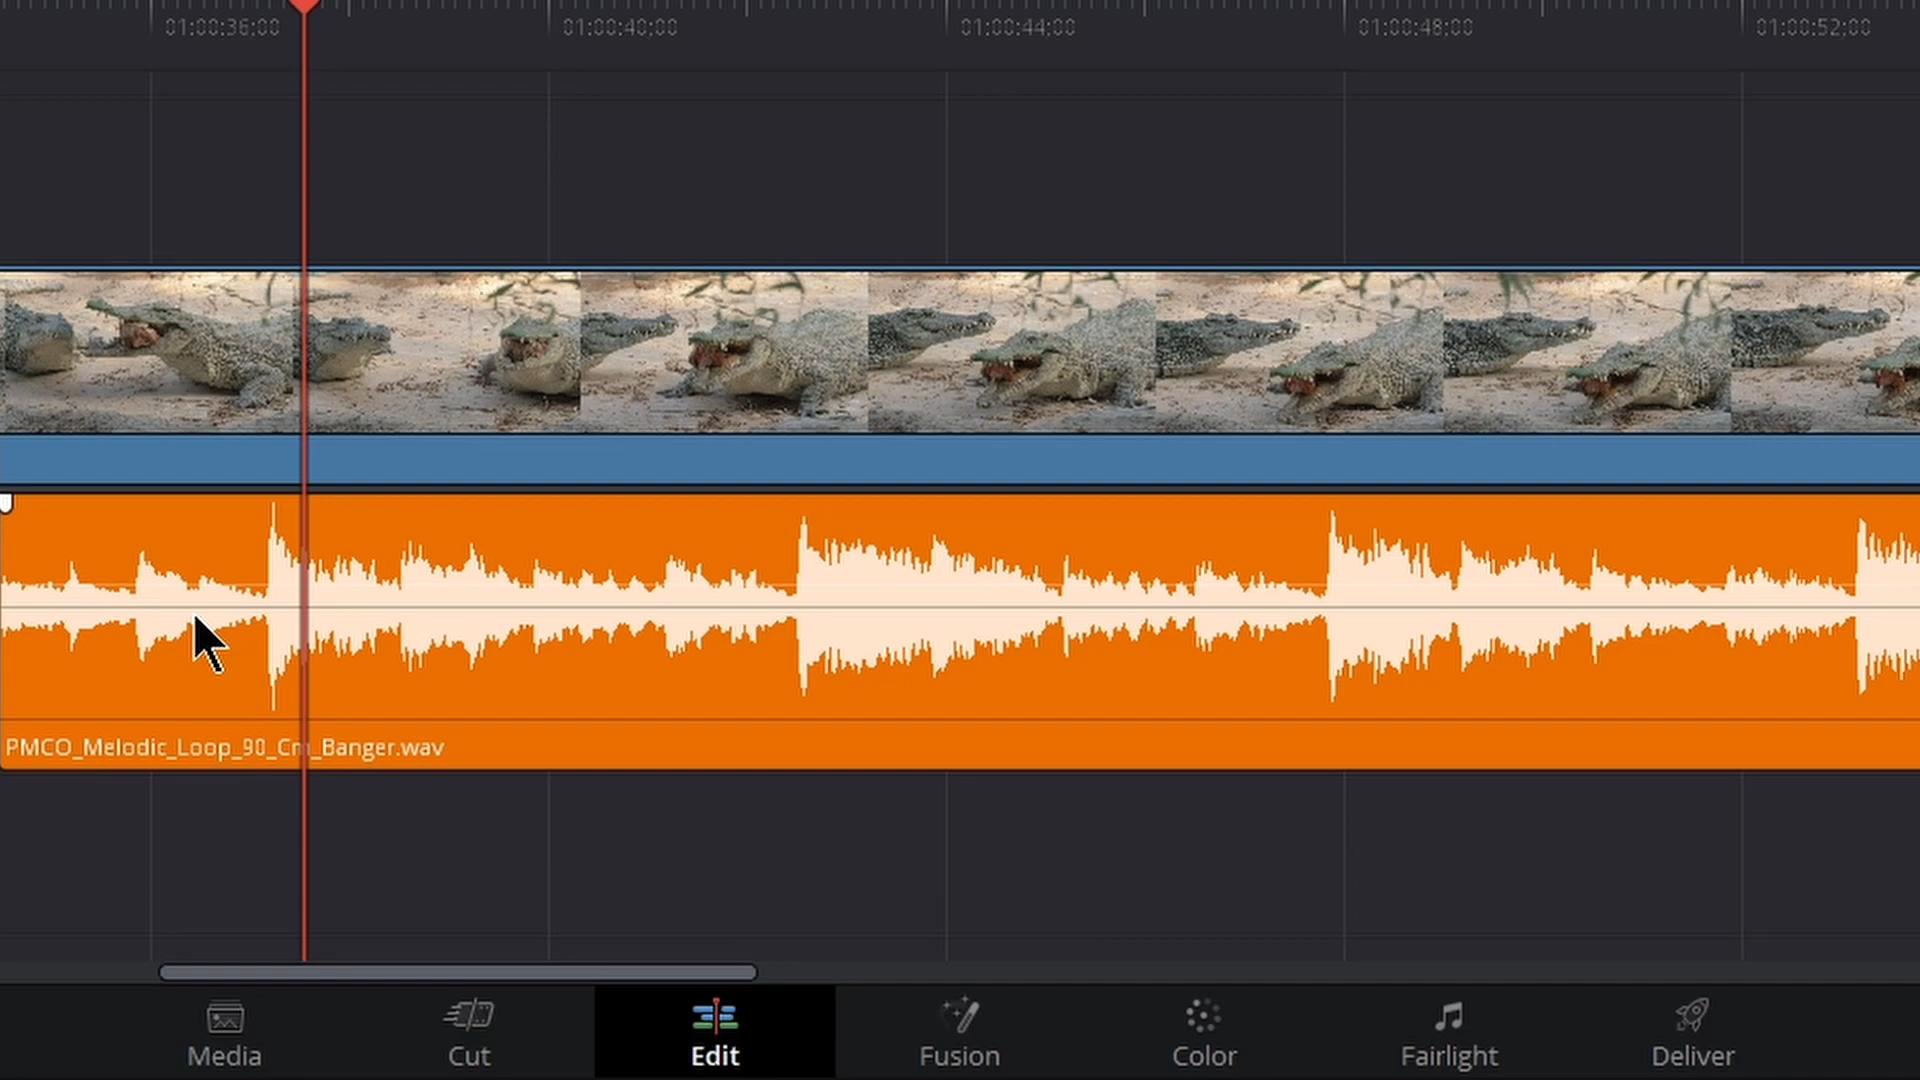 01:00:36;00 01:00:40;00 01:00:44;00 01:00:48;00 01:00:52;00
PMCO_Melodic_Loop_90_Cm_Banger.wav
Media Cut Edit Fusion Color Fairlight Deliver